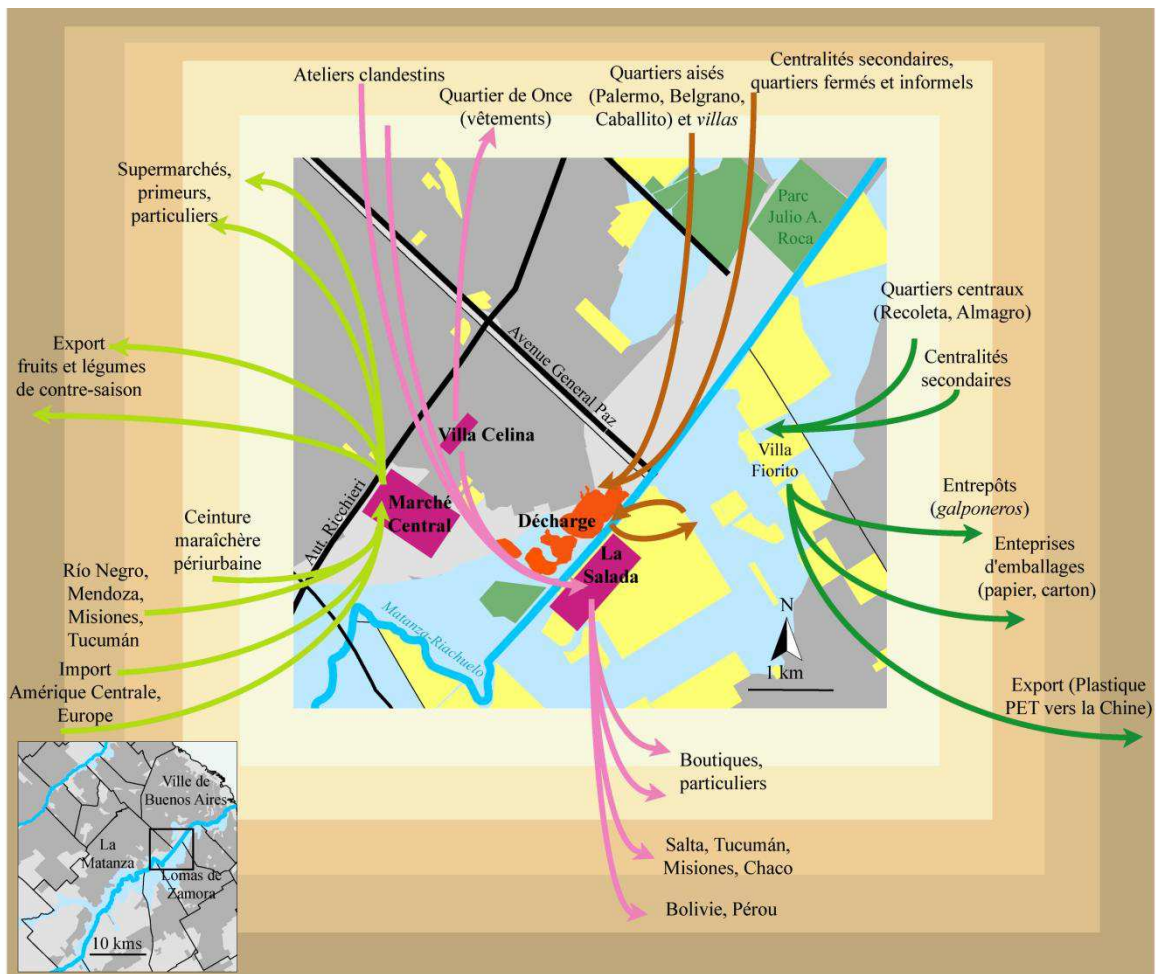 Ateliers clandestins
Quartier de Once
(vêtements)
Quartiers aisés
(Palermo, Belgrano,
Caballito) et villas
Centralités secondaires,
quartiers fermés et informels
Supermarchés,
primeurs,
particuliers
Export
fruits et légumes
de contre-saison
Ceinture
maraîchère
périurbaine
Río Negro,
Mendoza,
Misiones,
Tucumán
Import
Amérique Centrale,
Europe
Parc
Julio A.
Roca
Avenue General Paz
Aut. Ricchieri
Villa Celina
Marché
Central
Décharge
La
Salada
Matanza-Riachuelo
Villa
Fiorito
N
1 km
Quartiers centraux
(Recoleta, Almagro)
Centralités
secondaires
Entrepôts
(galponeros)
Enteprises
d'emballages
(papier, carton)
Export (Plastique
PET vers la Chine)
Boutiques,
particuliers
Salta, Tucumán,
Misiones, Chaco
Bolivie, Pérou
Ville de
Buenos Aires
La
Matanza
Lomas de
Zamora
10 kms